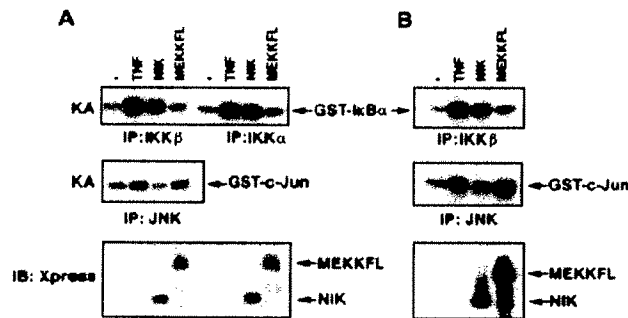 A
B
- TNF NIK MEKKFL - TNF NIK MEKKFL
- TNF NIK MEKKFL
KA
GST-IκBα
IP:IKKβ IP:IKKα
IP:IKKβ
KA
GST-c-Jun
GST-c-Jun
IP: JNK
IP: JNK
IB: Xpress
MEKKFL
NIK
MEKKFL
NIK